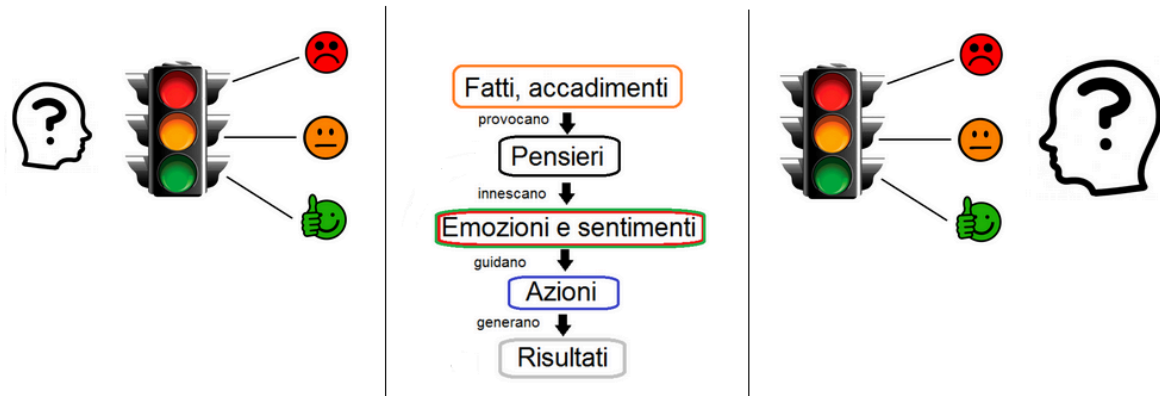 ?
Fatti, accadimenti
provocano
Pensieri
innescano
Emozioni e sentimenti
guidano
Azioni
generano
Risultati
?